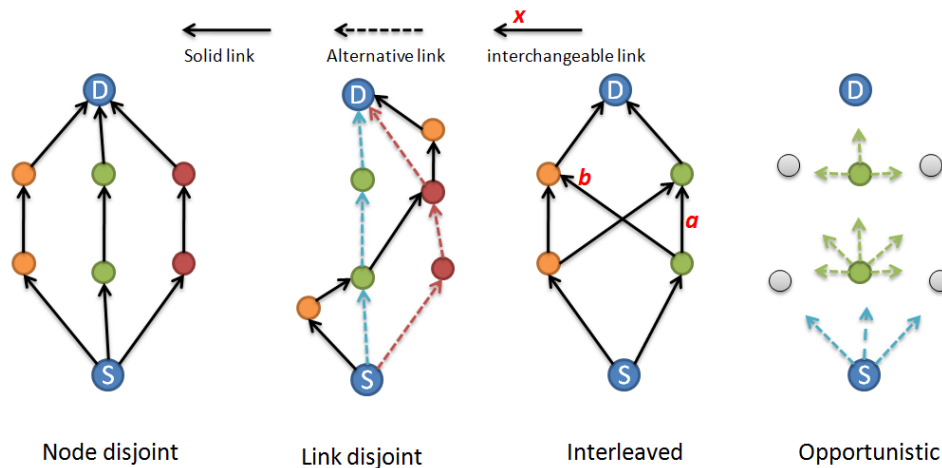 x
Solid link
Alternative link
interchangeable link
D
D
D
D
b
a
S
S
S
S
Node disjoint
Link disjoint
Interleaved
Opportunistic